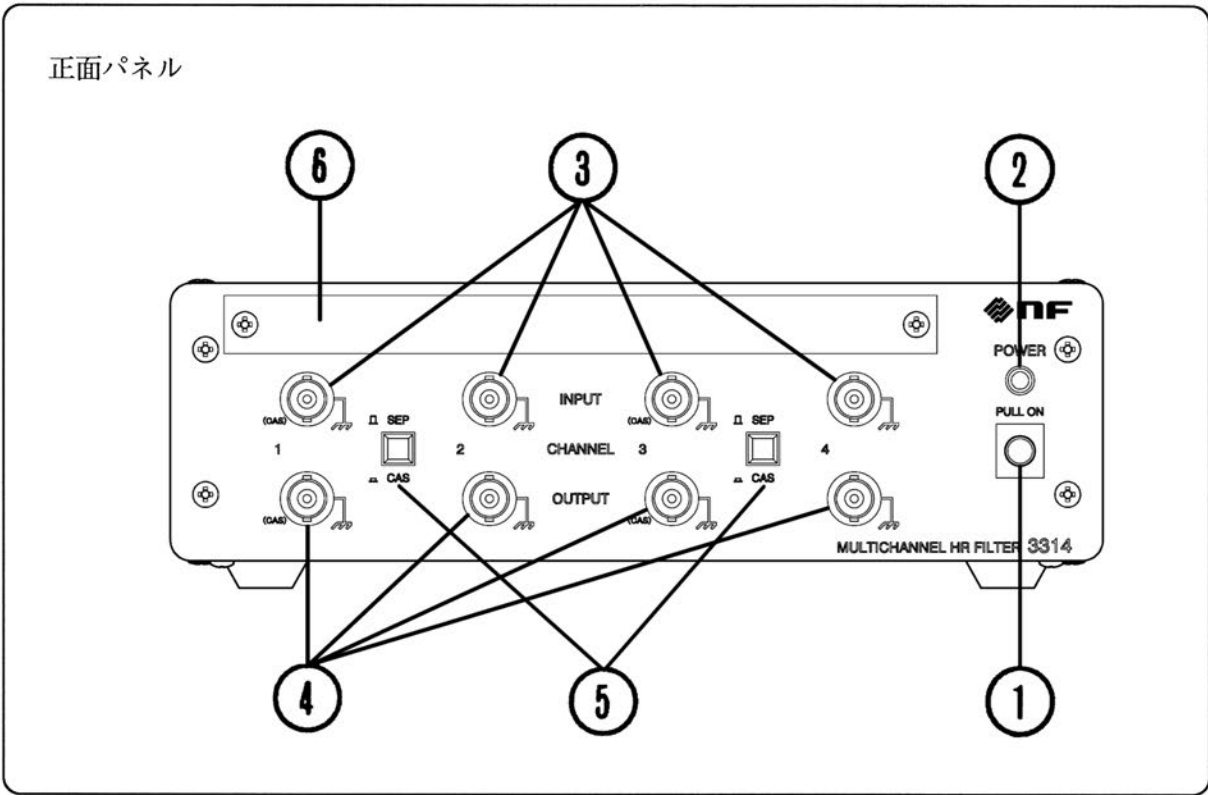 正面パネル
6
3
2
nf
POWER
INPUT
(CAS)
SEP
(CAS)
SEP
PULL ON
1
2
CHANNEL
3
4
CAS
CAS
OUTPUT
(CAS)
(CAS)
MULTICHANNEL HR FILTER 3314
4
5
1